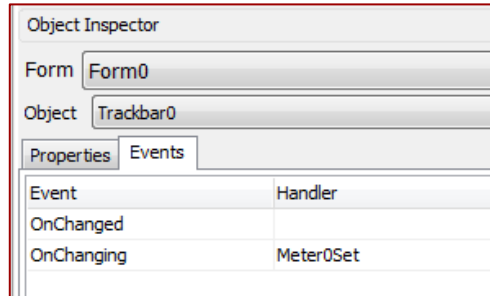 Object Inspector
Form Form0
Object Trackbar0
Properties Events
Event Handler
OnChanged
OnChanging Meter0Set